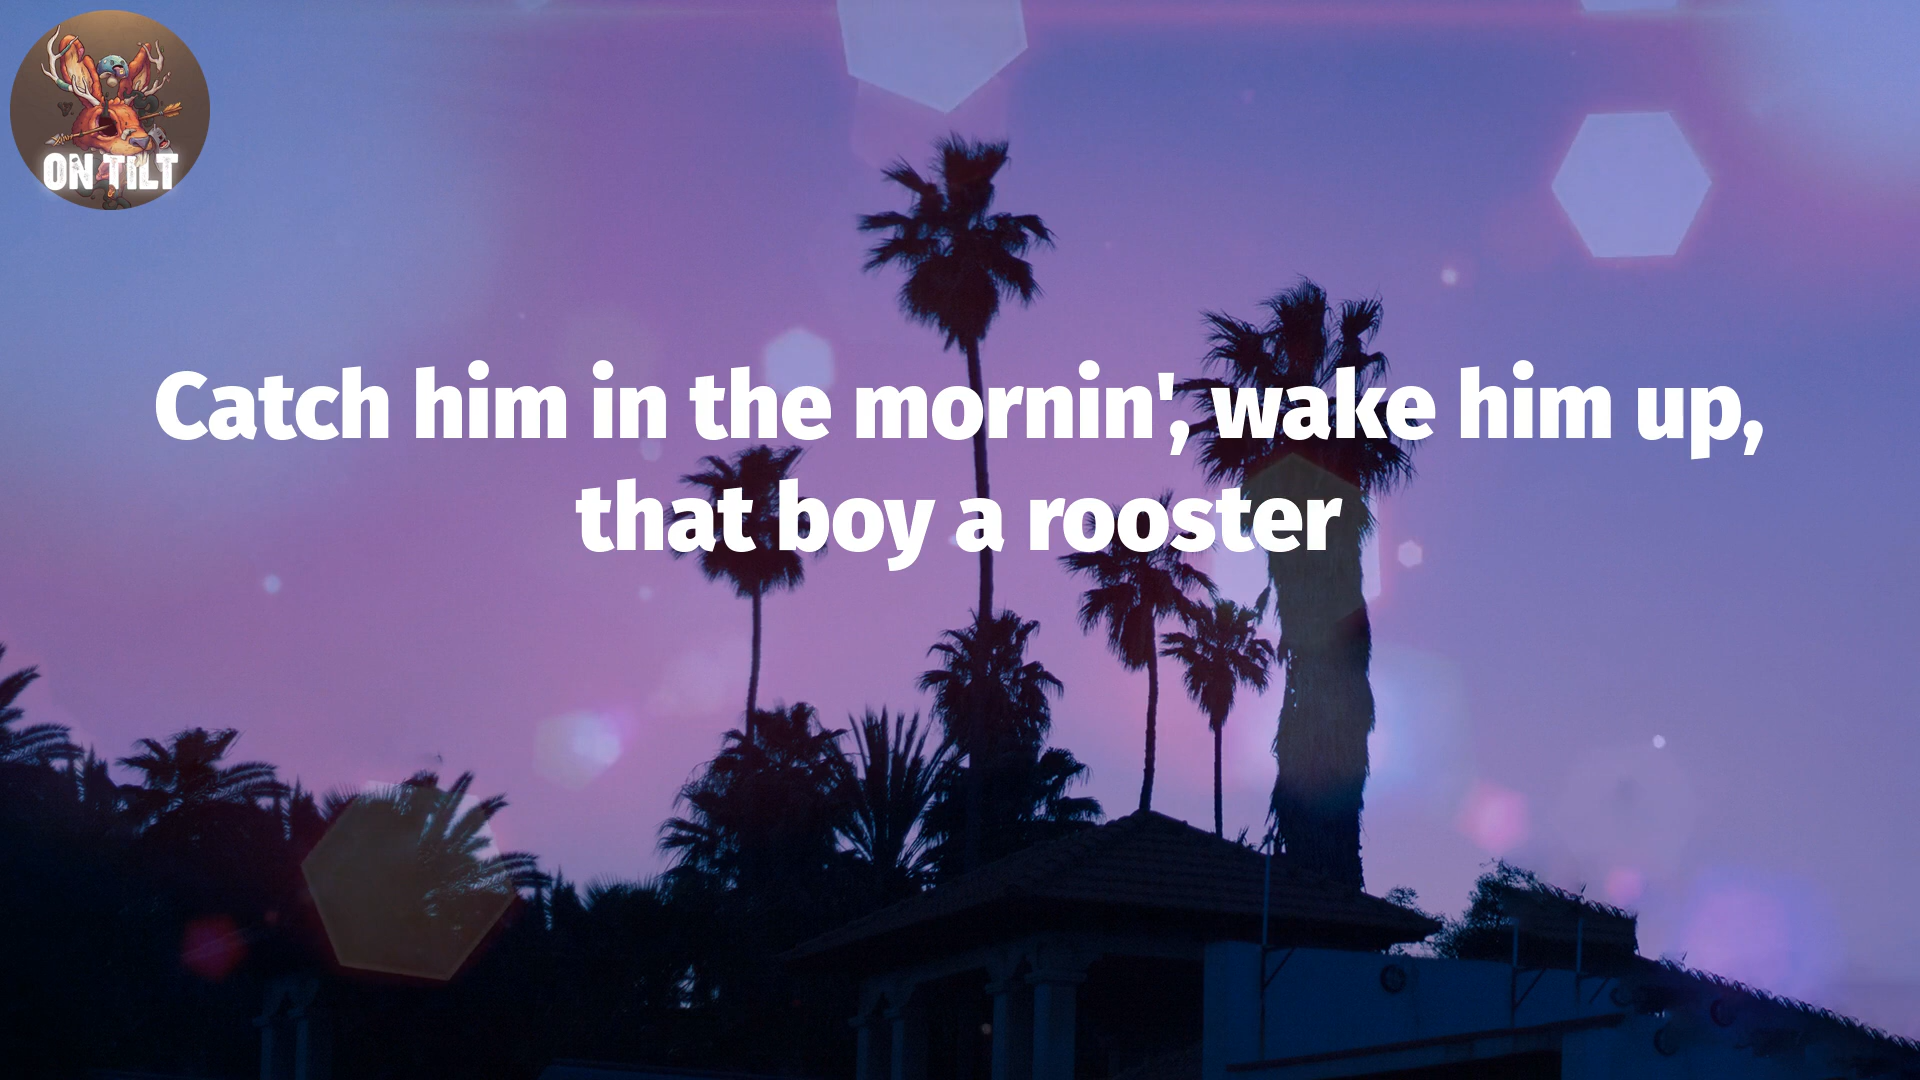 ON TILT
Catch him in the mornin', wake him up,
that boy a rooster